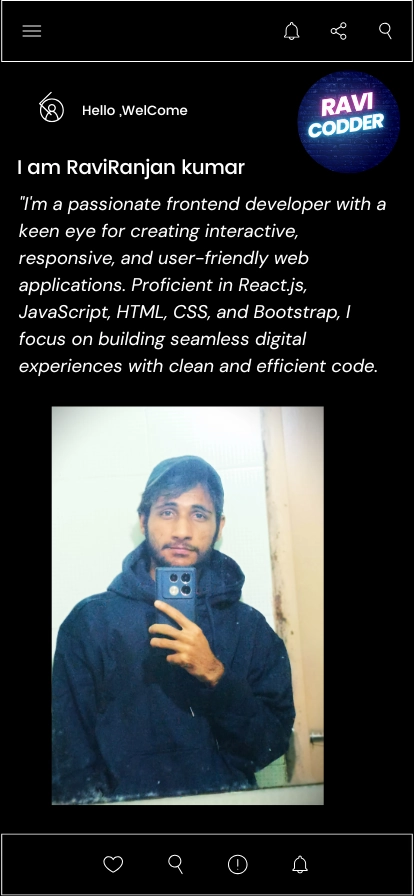 Hello ,WelCome
RAVI
CODDER
I am RaviRanjan kumar
"I'm a passionate frontend developer with a
keen eye for creating interactive,
responsive, and user-friendly web
applications. Proficient in React.js,
JavaScript, HTML, CSS, and Bootstrap, I
focus on building seamless digital
experiences with clean and efficient code.